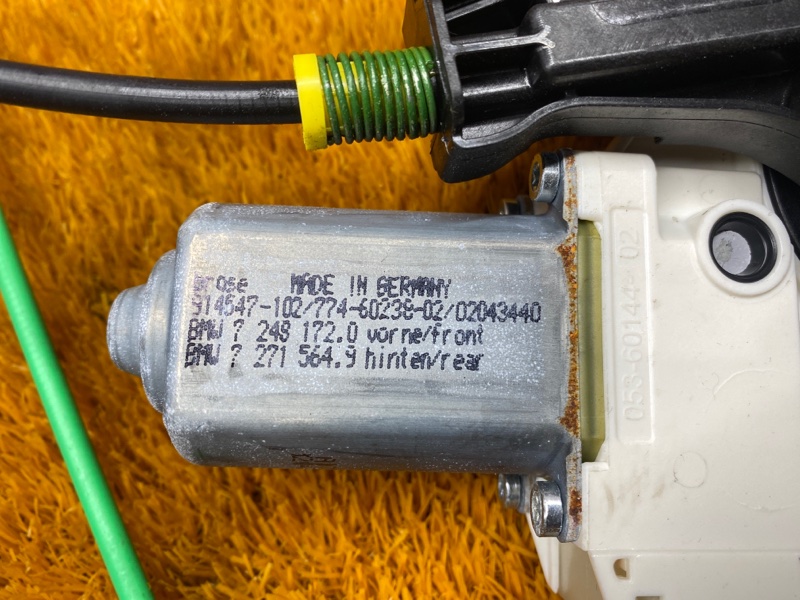 Brose MADE IN GERMANY
914547-102/774-60238-02/02043440
BMW 7 248 172.0 vorne/front
BMW 7 271 564.9 hinten/rear
058-60144- 02